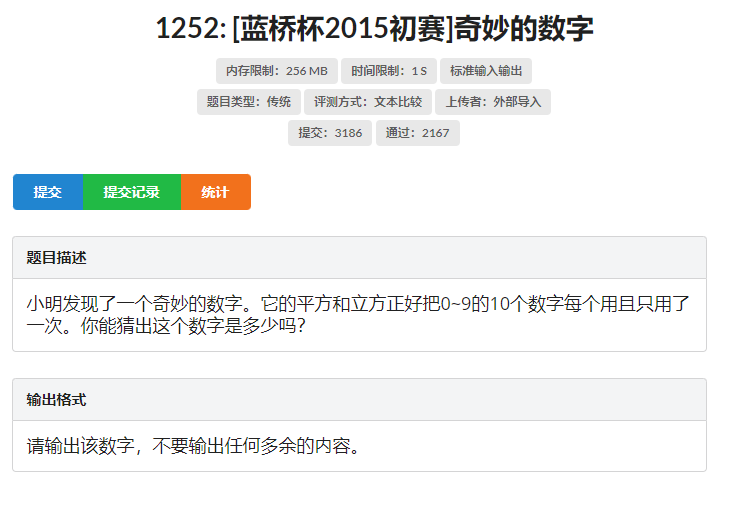 1252: [蓝桥杯2015初赛]奇妙的数字
内存限制：256 MB 时间限制：1 S 标准输入输出
题目类型：传统 评测方式：文本比较 上传者：外部导入
提交：3186 通过：2167
提交 提交记录 统计
题目描述
小明发现了一个奇妙的数字。它的平方和立方正好把0~9的10个数字每个用且只用了
一次。你能猜出这个数字是多少吗？
输出格式
请输出该数字，不要输出任何多余的内容。